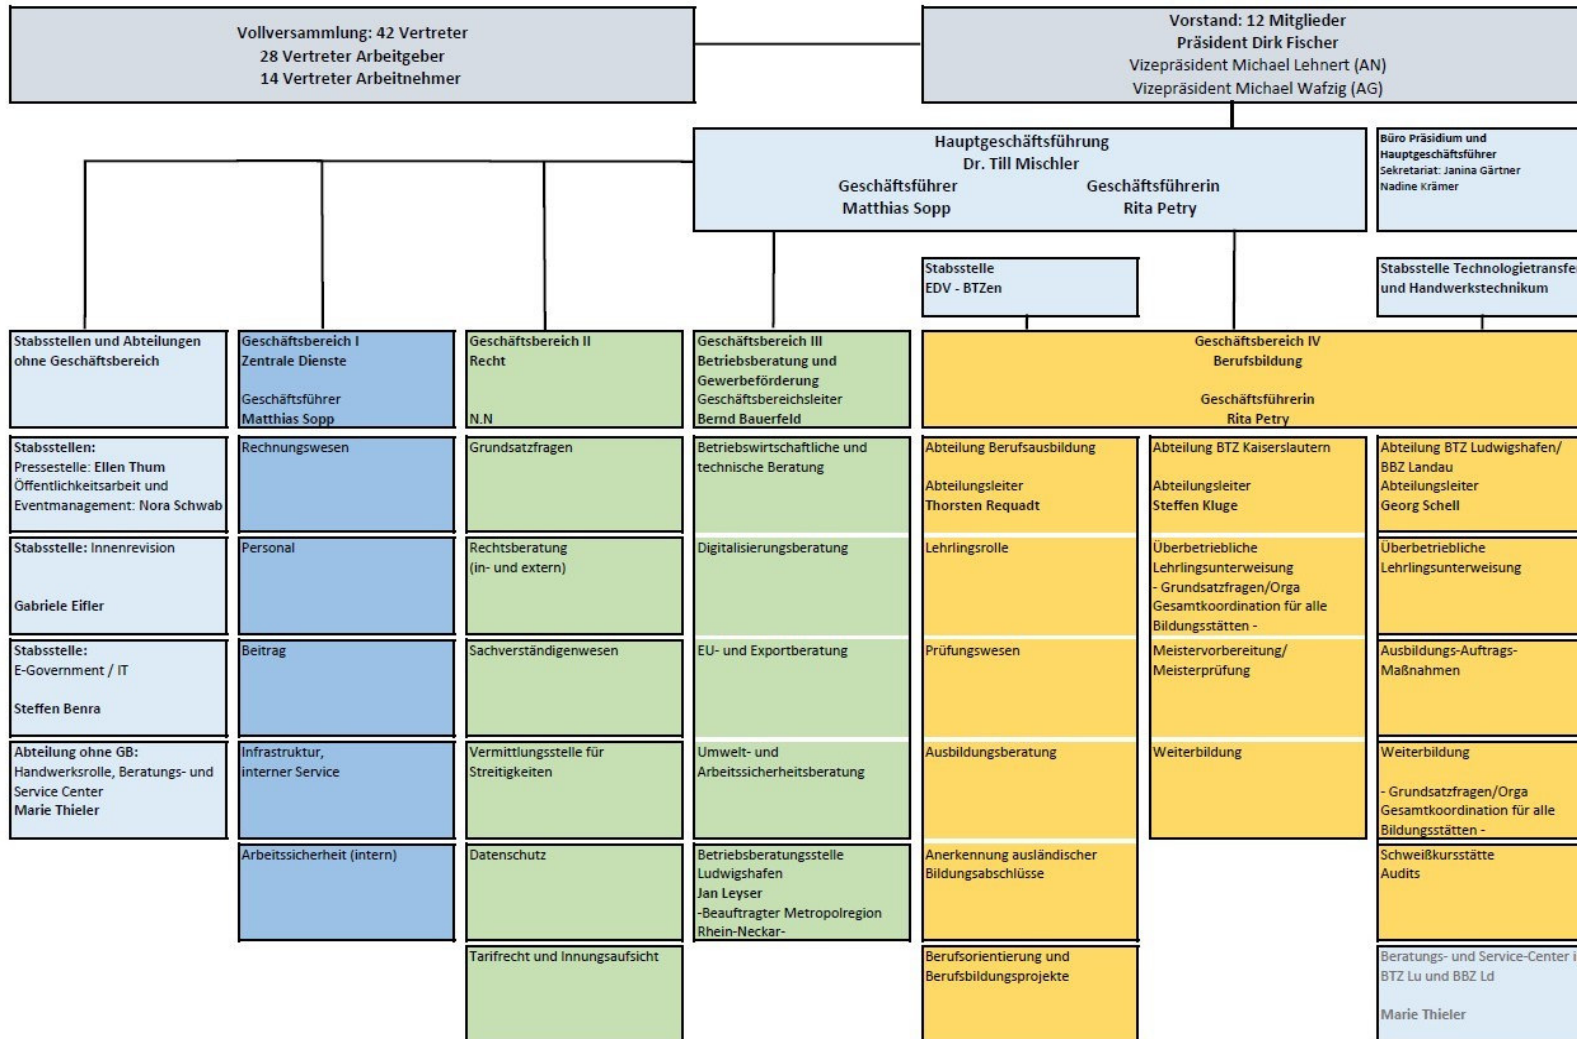 Vollversammlung: 42 Vertreter
28 Vertreter Arbeitgeber
14 Vertreter Arbeitnehmer
Vorstand: 12 Mitglieder
Präsident Dirk Fischer
Vizepräsident Michael Lehnert (AN)
Vizepräsident Michael Wafzig (AG)
Hauptgeschäftsführung
Dr. Till Mischler
Geschäftsführer
Matthias Sopp
Geschäftsführerin
Rita Petry
Büro Präsidium und
Hauptgeschäftsführer
Sekretariat: Janina Gärtner
Nadine Krämer
Stabsstelle
EDV - BTZen
Stabsstelle Technologietransfe
und Handwerkstechnikum
Stabsstellen und Abteilungen
ohne Geschäftsbereich
Stabsstellen:
Pressestelle: Ellen Thum
Öffentlichkeitsarbeit und
Eventmanagement: Nora Schwab
Stabsstelle: Innenrevision
Gabriele Eifler
Stabsstelle:
E-Government / IT
Steffen Benra
Abteilung ohne GB:
Handwerksrolle, Beratungs- und
Service Center
Marie Thieler
Geschäftsbereich I
Zentrale Dienste
Geschäftsführer
Matthias Sopp
Rechnungswesen
Personal
Beitrag
Infrastruktur,
interner Service
Arbeitssicherheit (intern)
Geschäftsbereich II
Recht
N.N
Grundsatzfragen
Rechtsberatung
(in- und extern)
Sachverständigenwesen
Vermittlungsstelle für
Streitigkeiten
Datenschutz
Tarifrecht und Innungsaufsicht
Geschäftsbereich III
Betriebsberatung und
Gewerbeförderung
Geschäftsbereichsleiter
Bernd Bauerfeld
Betriebswirtschaftliche und
technische Beratung
Digitalisierungsberatung
EU- und Exportberatung
Umwelt- und
Arbeitssicherheitsberatung
Betriebsberatungsstelle
Ludwigshafen
Jan Leyser
-Beauftragter Metropolregion
Rhein-Neckar-
Geschäftsbereich IV
Berufsbildung
Geschäftsführerin
Rita Petry
Abteilung Berufsausbildung
Abteilungsleiter
Thorsten Requadt
Lehrlingsrolle
Prüfungswesen
Ausbildungsberatung
Anerkennung ausländischer
Bildungsabschlüsse
Berufsorientierung und
Berufsbildungsprojekte
Abteilung BTZ Kaiserslautern
Abteilungsleiter
Steffen Kluge
Überbetriebliche
Lehrlingsunterweisung
- Grundsatzfragen/Orga
Gesamtkoordination für alle
Bildungsstätten -
Meistervorbereitung/
Meisterprüfung
Weiterbildung
Abteilung BTZ Ludwigshafen/
BBZ Landau
Abteilungsleiter
Georg Schell
Überbetriebliche
Lehrlingsunterweisung
Ausbildungs-Auftrags-
Maßnahmen
Weiterbildung
- Grundsatzfragen/Orga
Gesamtkoordination für alle
Bildungsstätten -
Schweißkursstätte
Audits
Beratungs- und Service-Center i
BTZ Lu und BBZ Ld
Marie Thieler